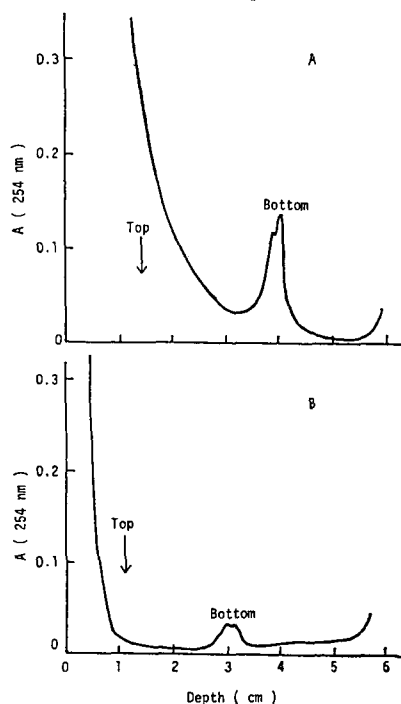 0.3
A
0.2
A ( 254 nm )
Bottom
Top
0.1
0
0.3
B
0.2
A ( 254 nm )
Top
0.1
Bottom
0
0 1 2 3 4 5 6
Depth ( cm )